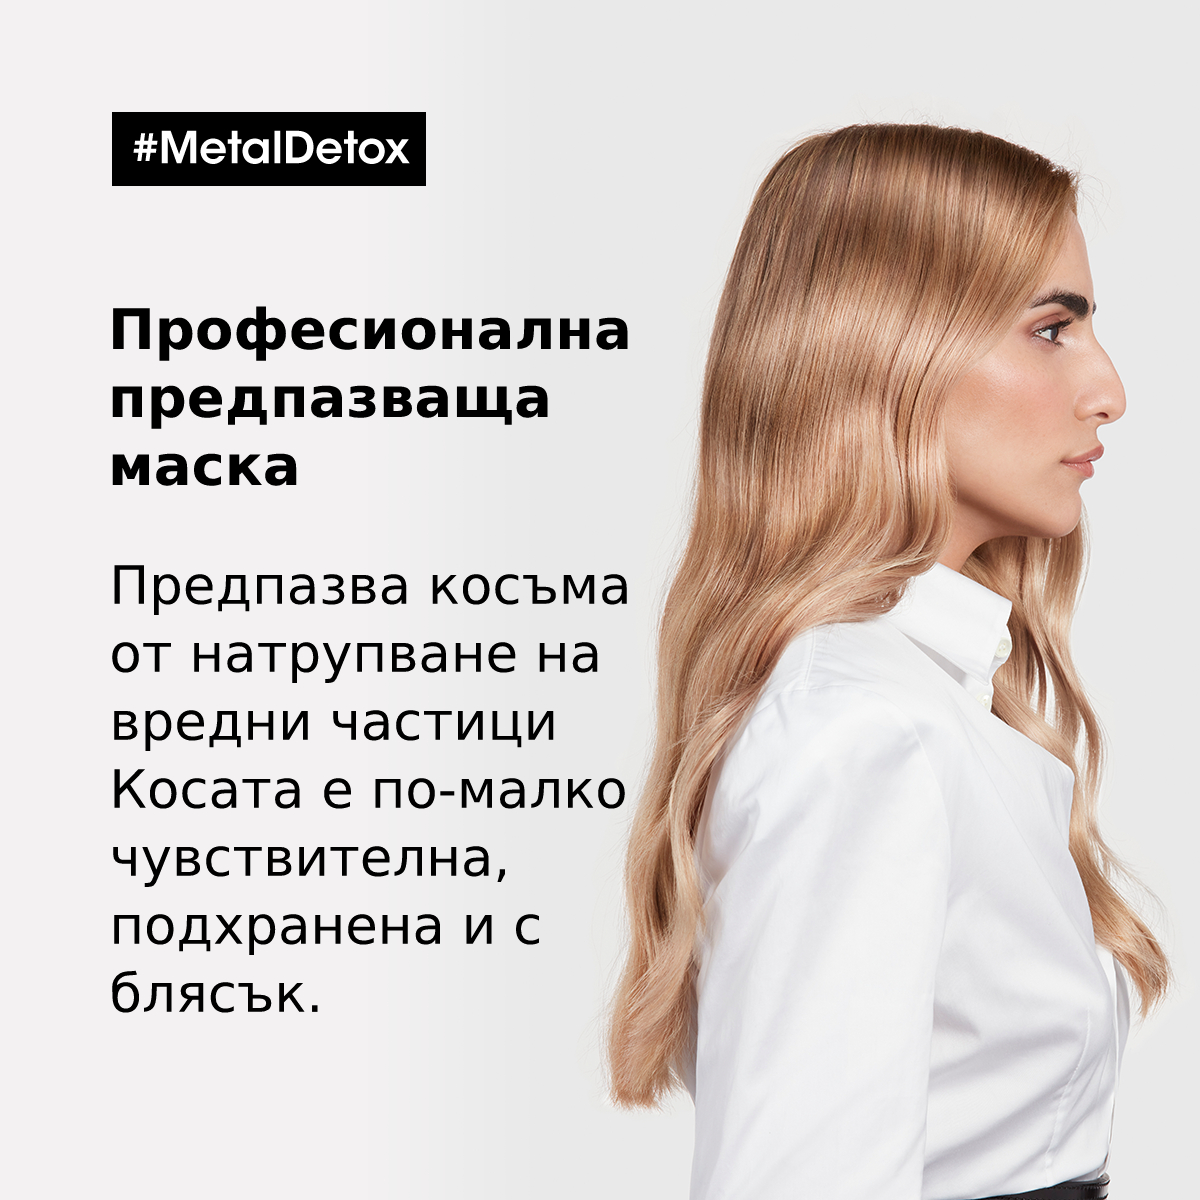 #MetalDetox
Професионална
предпазваща
маска
Предпазва косъма
от натрупване на
вредни частици
Косата е по-малко
чувствителна,
подхранена и с
блясък.